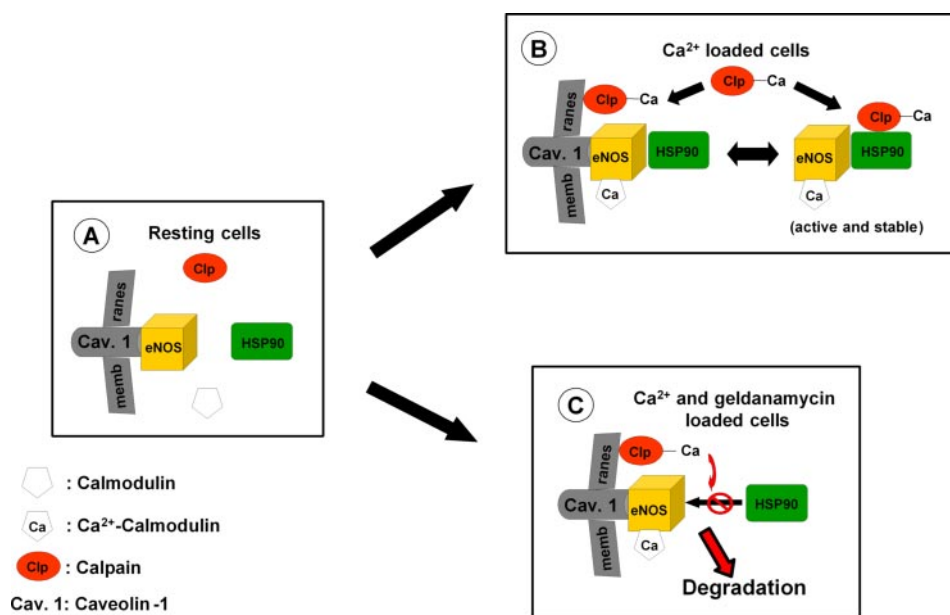 A
Resting cells
Clp
ranes
Cav. 1
eNOS
HSP90
memb
B
Ca²⁺ loaded cells
ranes
Clp
Ca
Clp
Ca
Clp
Ca
Cav. 1
eNOS
HSP90
eNOS
HSP90
memb
Ca
Ca
(active and stable)
C
Ca²⁺ and geldanamycin
loaded cells
ranes
Clp
Ca
Cav. 1
eNOS
HSP90
memb
Ca
Degradation
: Calmodulin
Ca : Ca²⁺-Calmodulin
Clp : Calpain
Cav. 1: Caveolin -1